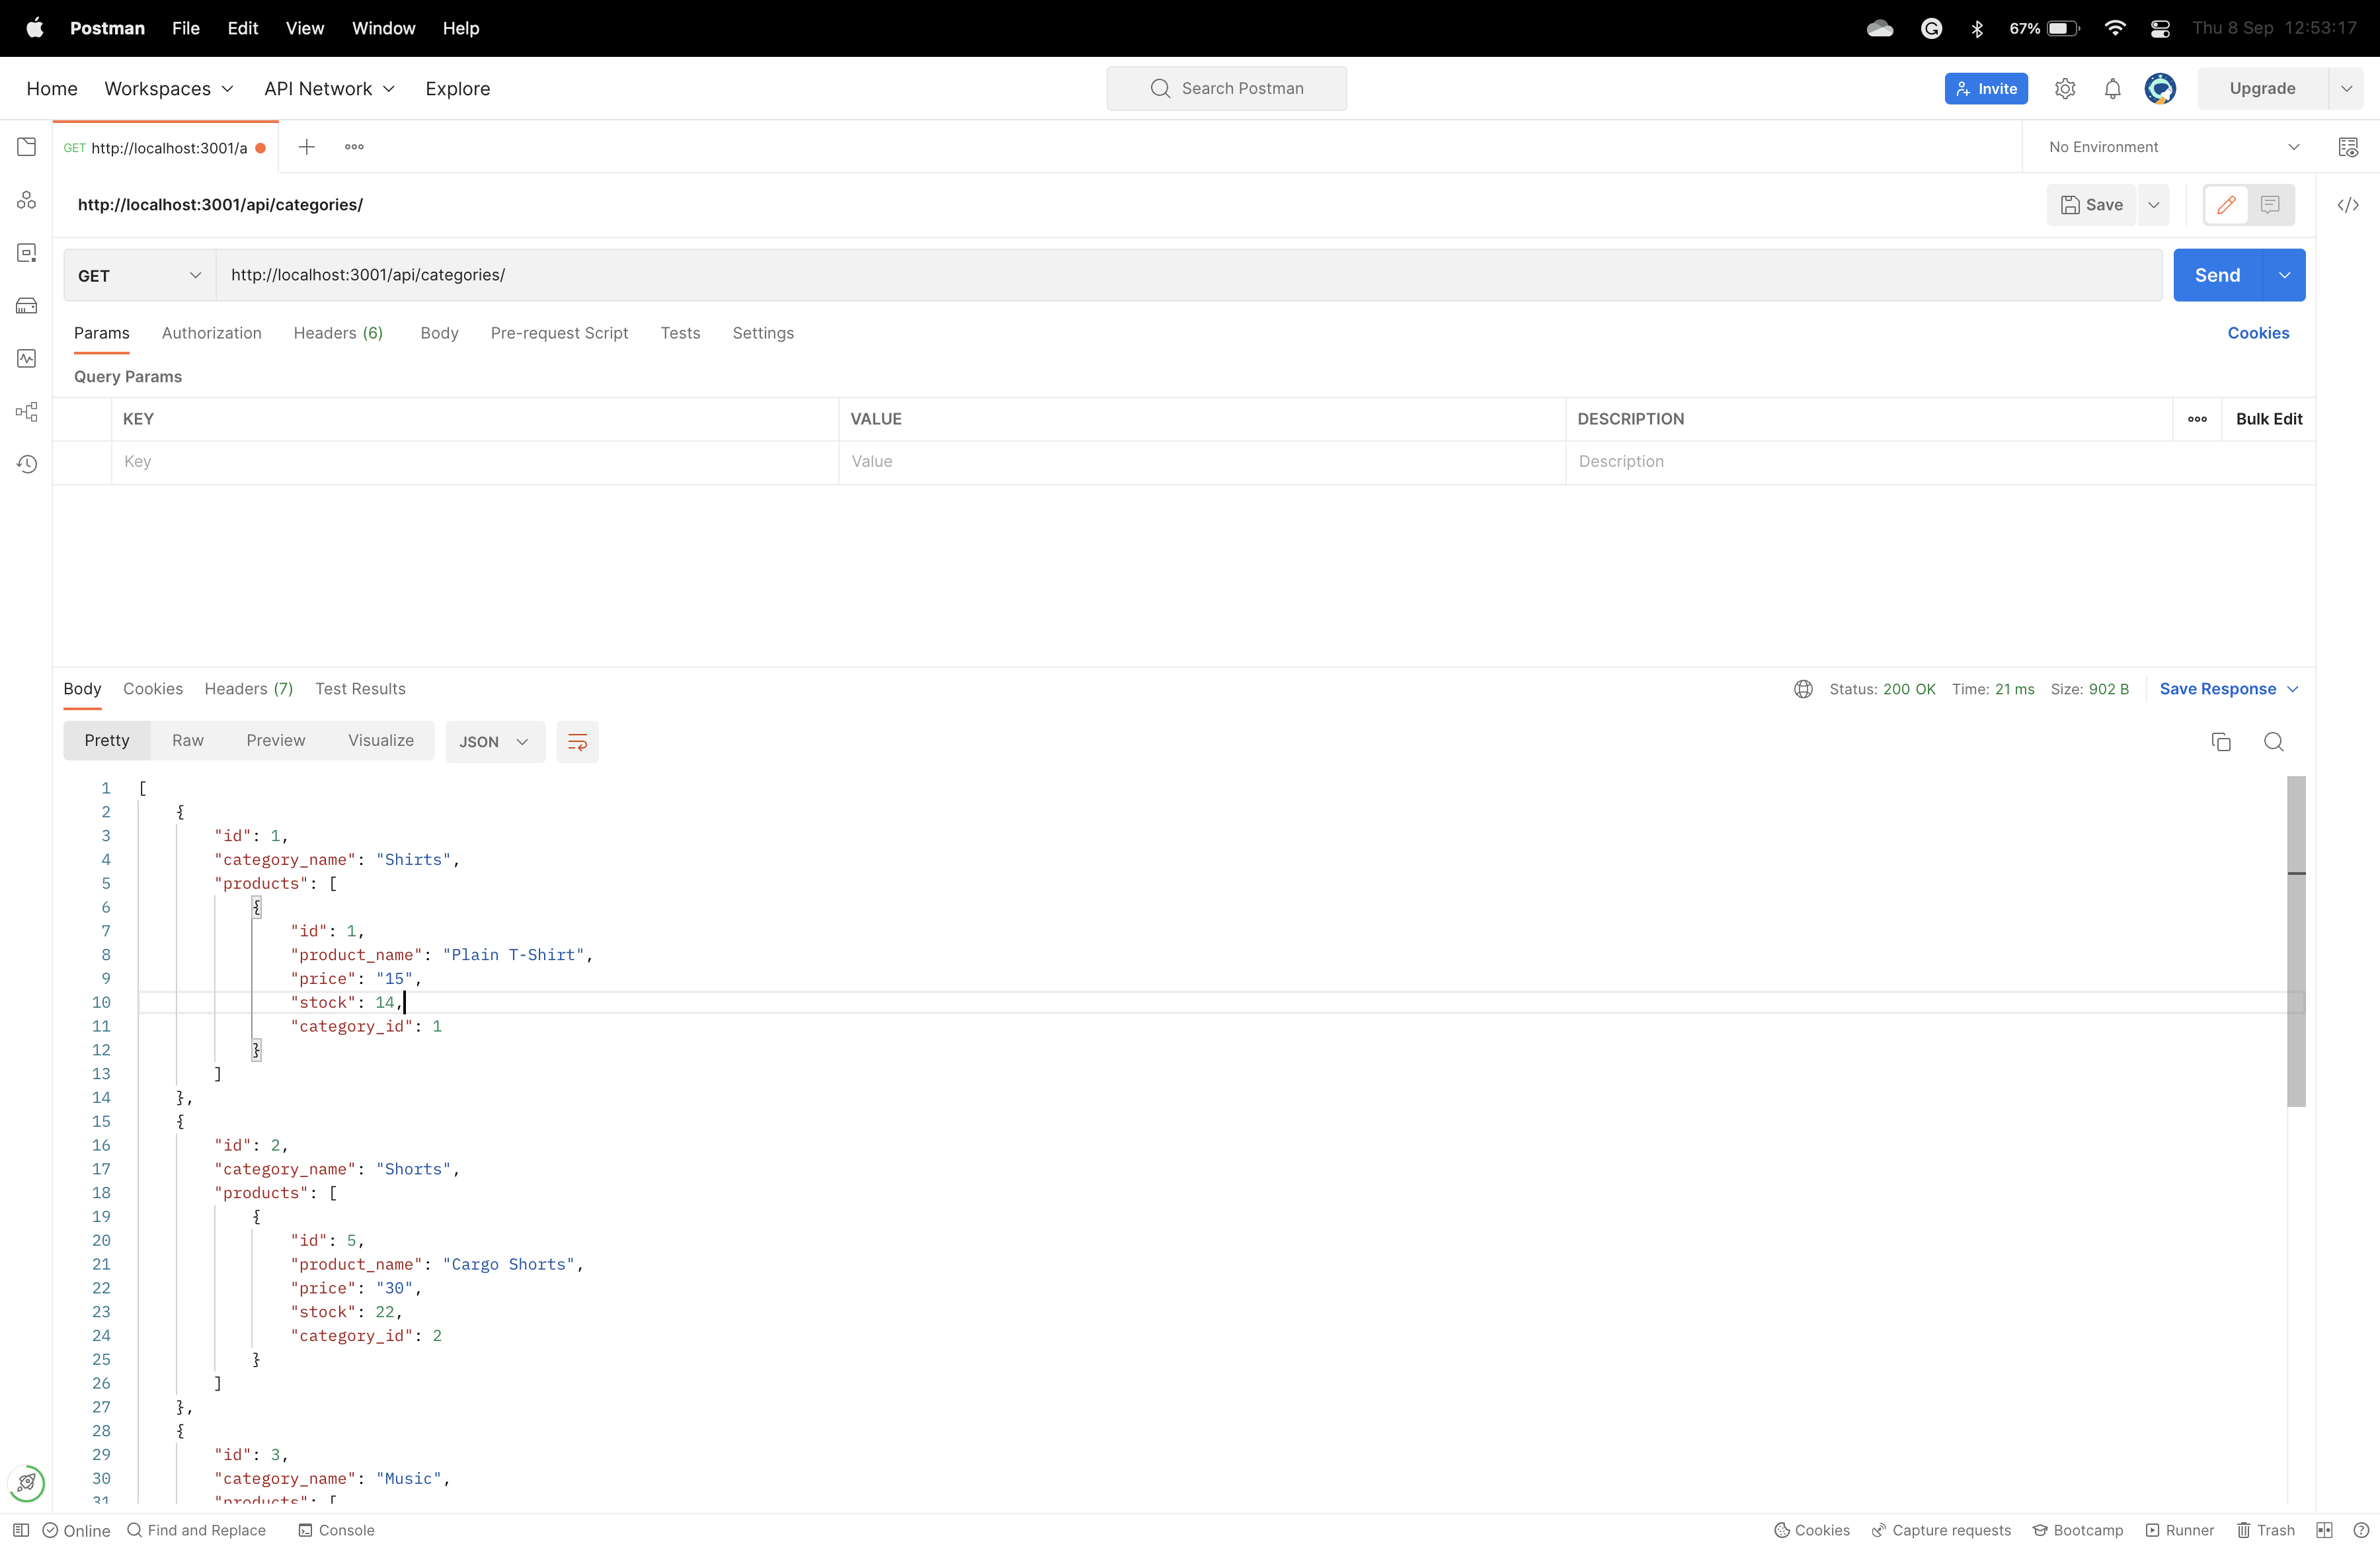 Postman File Edit View Window Help 67% Thu 8 Sep 12:53:17
Home Workspaces API Network Explore Search Postman Invite Upgrade
GET http://localhost:3001/a No Environment
http://localhost:3001/api/categories/ Save
GET http://localhost:3001/api/categories/ Send
Params Authorization Headers (6) Body Pre-request Script Tests Settings Cookies
Query Params
KEY VALUE DESCRIPTION Bulk Edit
Key Value Description
Body Cookies Headers (7) Test Results Status: 200 OK Time: 21 ms Size: 902 B Save Response
Pretty Raw Preview Visualize JSON
1 [
2 {
3 "id": 1,
4 "category_name": "Shirts",
5 "products": [
6 {
7 "id": 1,
8 "product_name": "Plain T-Shirt",
9 "price": "15",
10 "stock": 14,
11 "category_id": 1
12 }
13 ]
14 },
15 {
16 "id": 2,
17 "category_name": "Shorts",
18 "products": [
19 {
20 "id": 5,
21 "product_name": "Cargo Shorts",
22 "price": "30",
23 "stock": 22,
24 "category_id": 2
25 }
26 ]
27 },
28 {
29 "id": 3,
30 "category_name": "Music",
31 "products": [
Online Find and Replace Console Cookies Capture requests Bootcamp Runner Trash